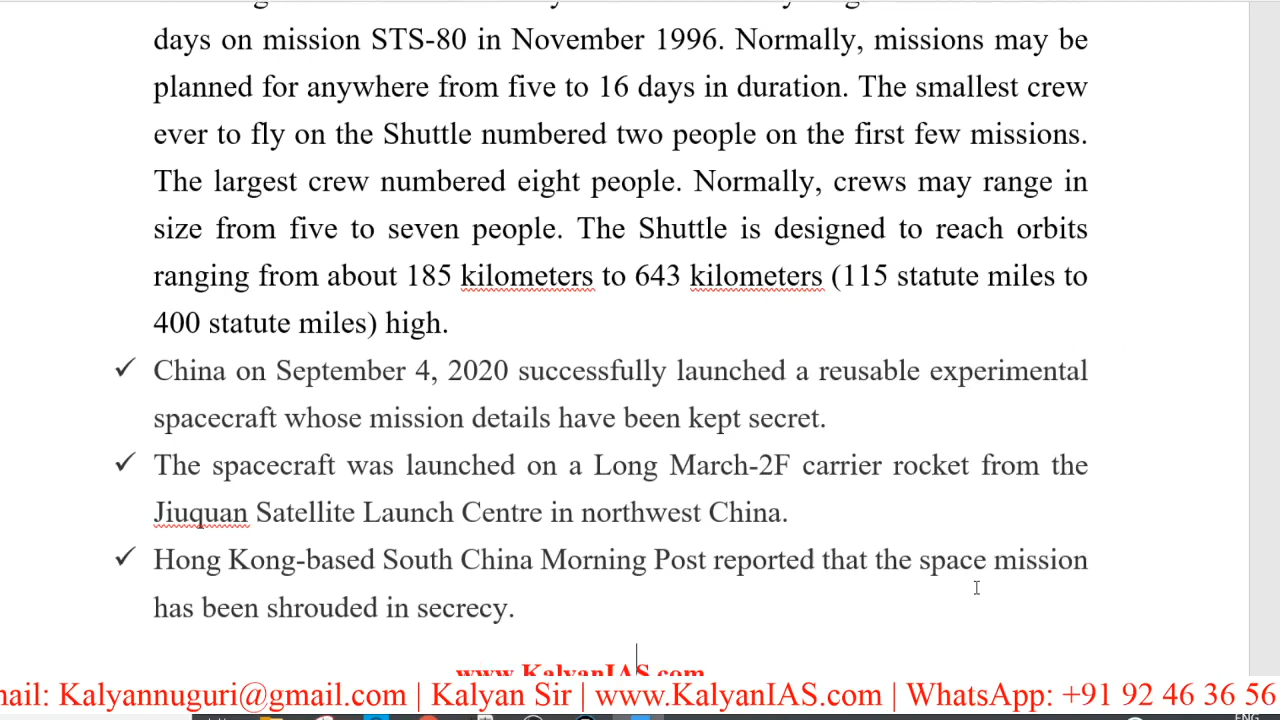 days on mission STS-80 in November 1996. Normally, missions may be
planned for anywhere from five to 16 days in duration. The smallest crew
ever to fly on the Shuttle numbered two people on the first few missions.
The largest crew numbered eight people. Normally, crews may range in
size from five to seven people. The Shuttle is designed to reach orbits
ranging from about 185 kilometers to 643 kilometers (115 statute miles to
400 statute miles) high.
✓ China on September 4, 2020 successfully launched a reusable experimental
spacecraft whose mission details have been kept secret.
✓ The spacecraft was launched on a Long March-2F carrier rocket from the
Jiuquan Satellite Launch Centre in northwest China.
✓ Hong Kong-based South China Morning Post reported that the space mission
has been shrouded in secrecy.
www.KalyanIAS.com
nail: Kalyannuguri@gmail.com | Kalyan Sir | www.KalyanIAS.com | WhatsApp: +91 92 46 36 56
ENG